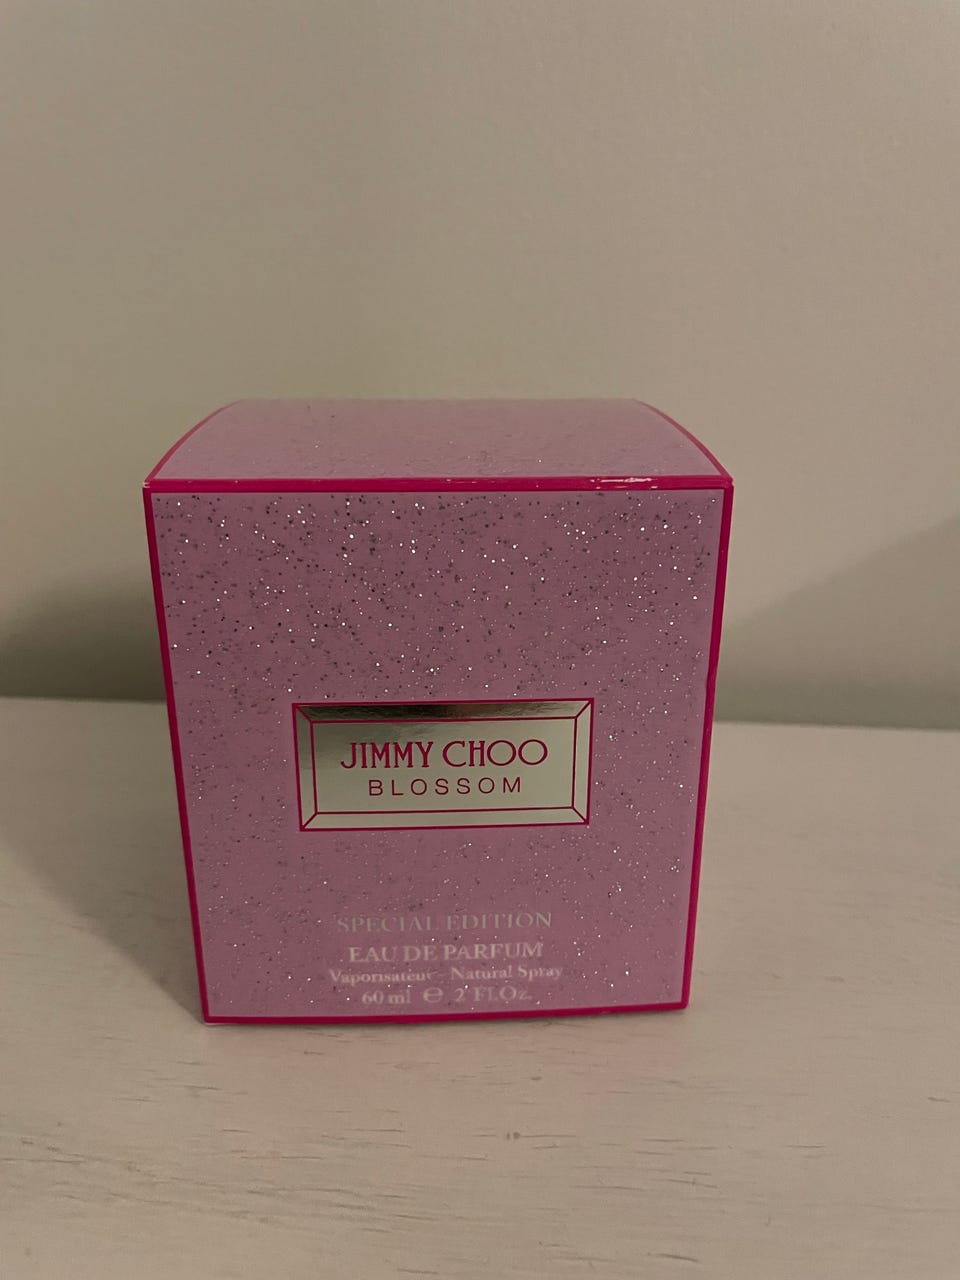 JIMMY CHOO
BLOSSOM
SPECIAL EDITION
EAU DE PARFUM
Vaporisateur - Natural Spray
60 ml ℮ 2 Fl.Oz.